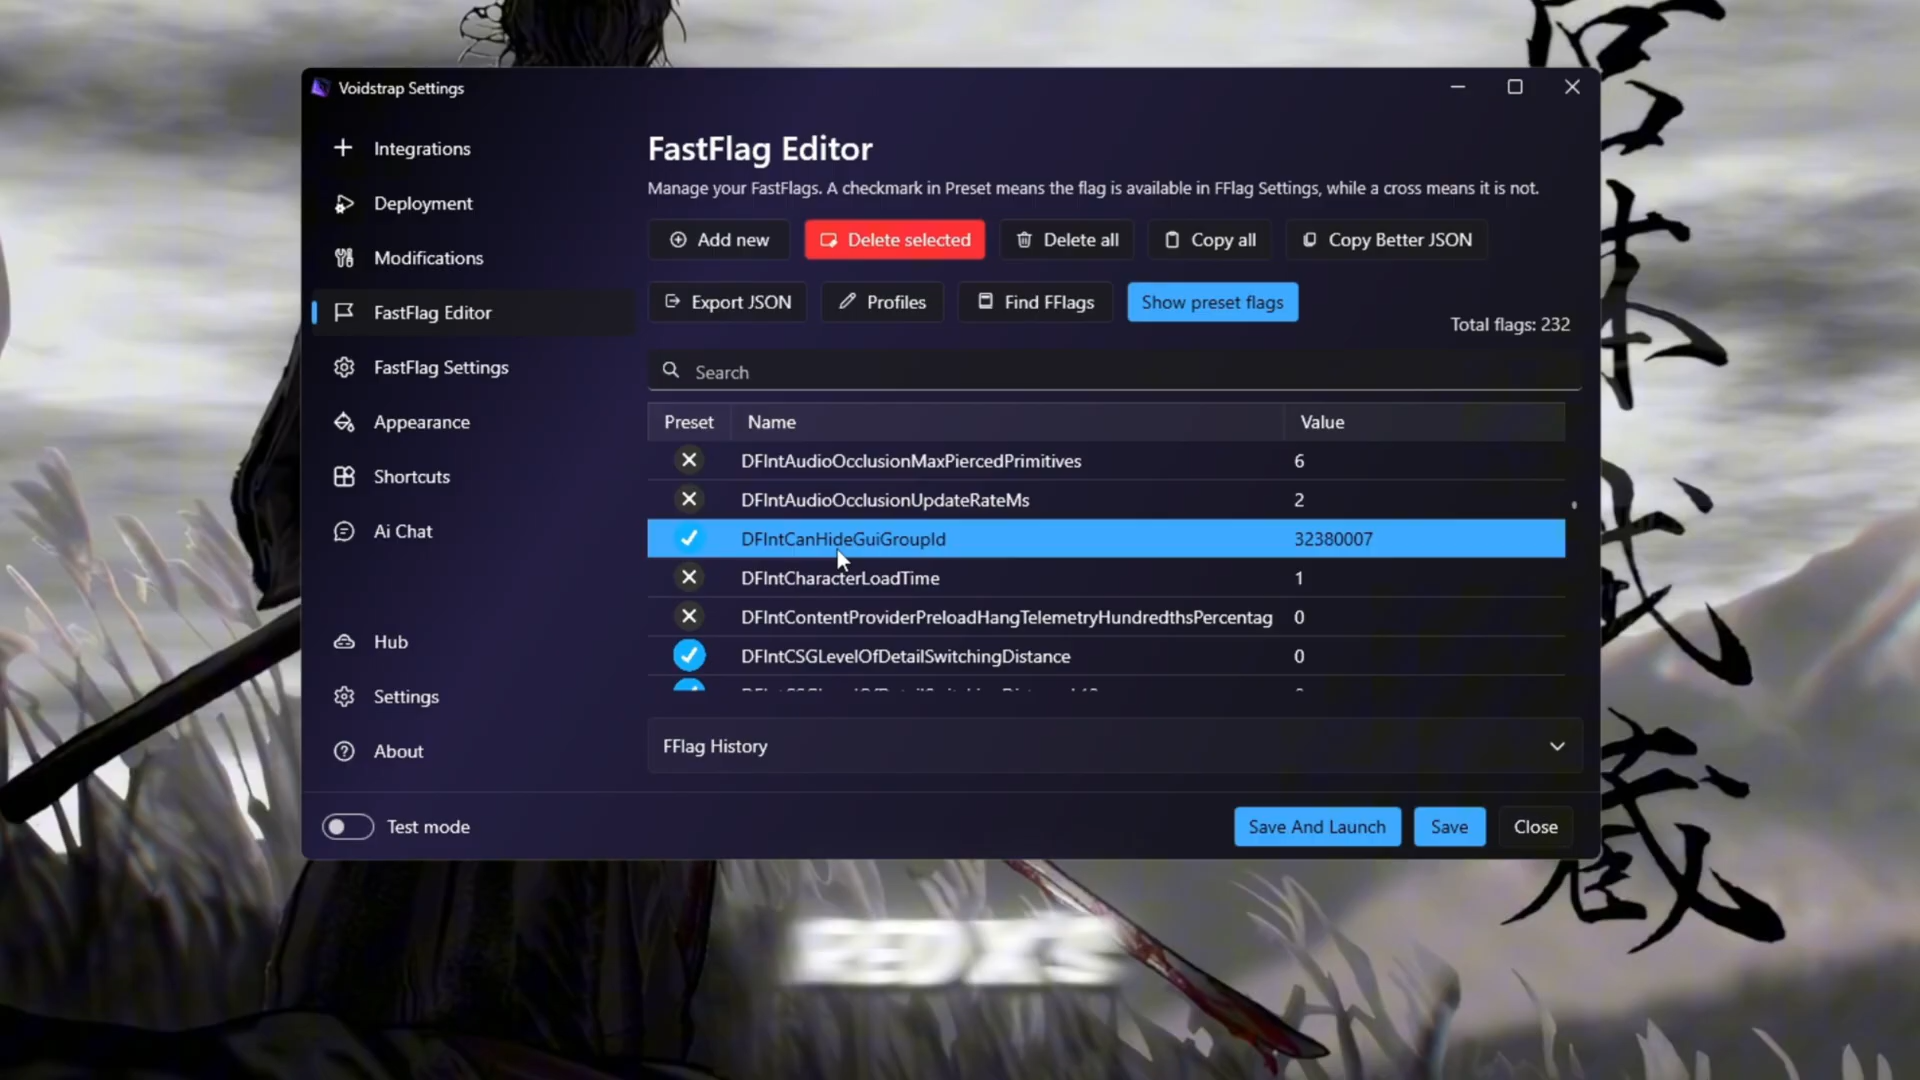 Voidstrap Settings
Integrations
Deployment
Modifications
FastFlag Editor
FastFlag Settings
Appearance
Shortcuts
Ai Chat
Hub
Settings
About
Test mode
FastFlag Editor
Manage your FastFlags. A checkmark in Preset means the flag is available in FFlag Settings, while a cross means it is not.
Add new
Delete selected
Delete all
Copy all
Copy Better JSON
Export JSON
Profiles
Find FFlags
Show preset flags
Total flags: 232
Search
Preset Name Value
DFIntAudioOcclusionMaxPiercedPrimitives 6
DFIntAudioOcclusionUpdateRateMs 2
DFIntCanHideGuiGroupId 32380007
DFIntCharacterLoadTime 1
DFIntContentProviderPreloadHangTelemetryHundredthsPercentag 0
DFIntCSGLevelOfDetailSwitchingDistance 0
FFlag History
Save And Launch
Save
Close
RED X'S